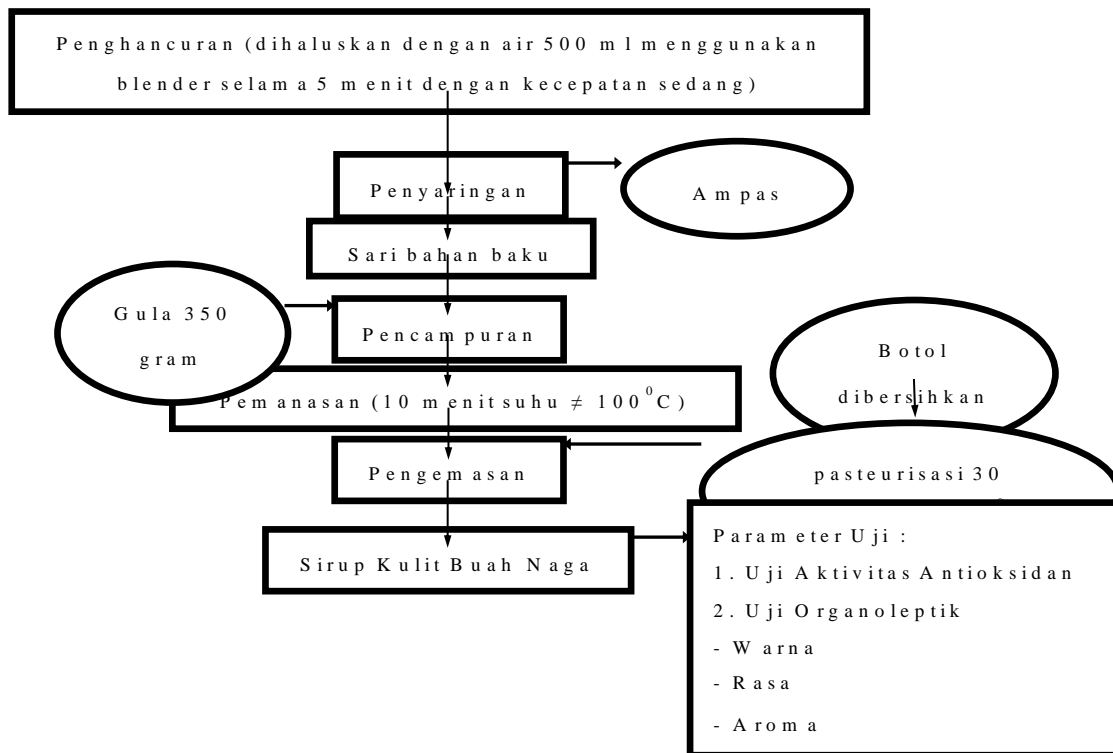 Penghancuran (dihaluskan dengan air 500 ml menggunakan
blender selama 5 menit dengan kecepatan sedang)
Penyaringan
Ampas
Sari bahan baku
Gula 350
gram
Pencampuran
Botol
dibersihkan
Pemanasan (10 menit suhu ≠ 100⁰C)
Pengemasan
pasteurisasi 30
Sirup Kulit Buah Naga
Parameter Uji :
1. Uji Aktivitas Antioksidan
2. Uji Organoleptik
- Warna
- Rasa
- Aroma